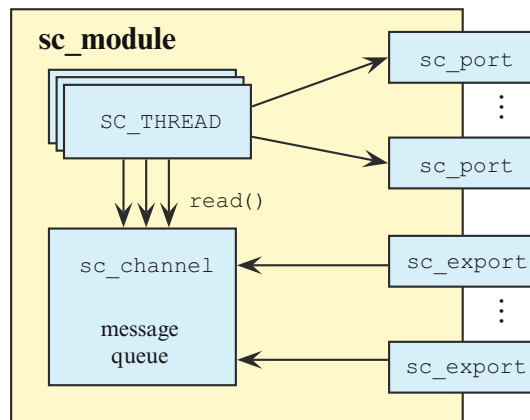 sc_module
sc_port
SC_THREAD
sc_port
read()
sc_channel
sc_export
message
queue
sc_export